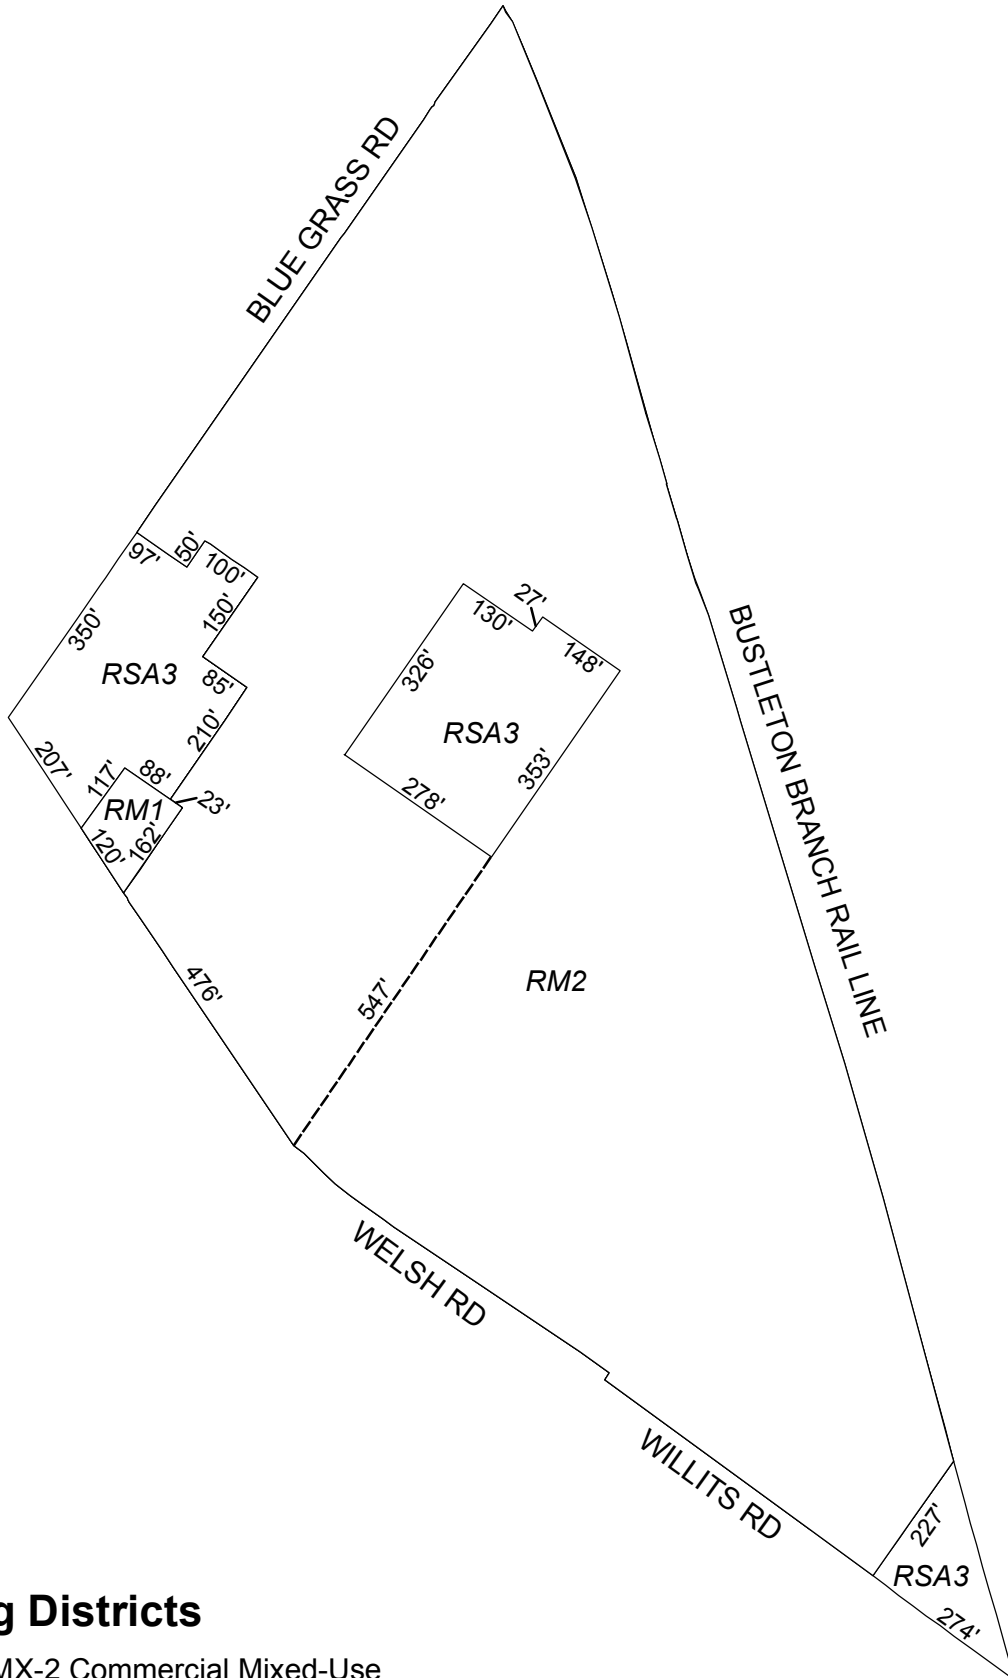 BLUE GRASS RD
97'
50'
100'
150'
350'
RSA3
85'
210'
207'
117'
88'
23'
RM1
120'
162'
27'
130'
148'
326'
RSA3
353'
278'
BUSTLETON BRANCH RAIL LINE
476'
547'
RM2
WELSH RD
WILLITS RD
227'
RSA3
274'
g Districts
MX-2 Commercial Mixed-Use